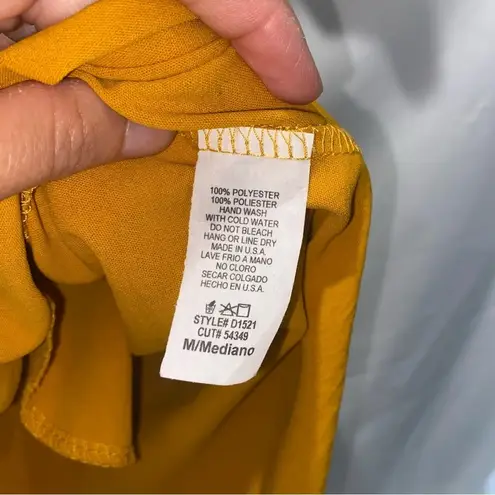 100% POLYESTER
100% POLIESTER
HAND WASH
WITH COLD WATER
DO NOT BLEACH
HANG OR LINE DRY
MADE IN U.S.A.
LAVE FRIO A MANO
NO CLORO
SECAR COLGADO
HECHO EN U.S.A.
STYLE# D1521
CUT# 54349
M/Mediano